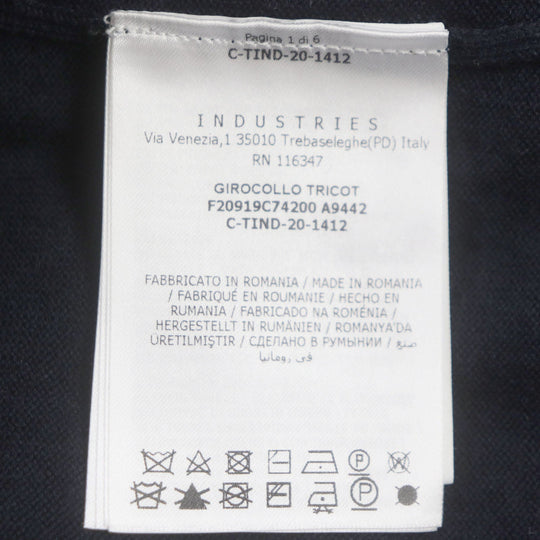 Pagina 1 di 6
C-TIND-20-1412
INDUSTRIES
Via Venezia,1 35010 Trebaseleghe(PD) Italy
RN 116347
GIROCOLLO TRICOT
F20919C74200 A9442
C-TIND-20-1412
FABBRICATO IN ROMANIA / MADE IN ROMANIA
/ FABRIQUÉ EN ROUMANIE / HECHO EN
RUMANIA / FABRICADO NA ROMÉNIA /
HERGESTELLT IN RUMÄNIEN / ROMANYA'DA
ÜRETILMIŞTIR / СДЕЛАНО В РУМЫНИИ / صنع
في رومانيا
P W
P